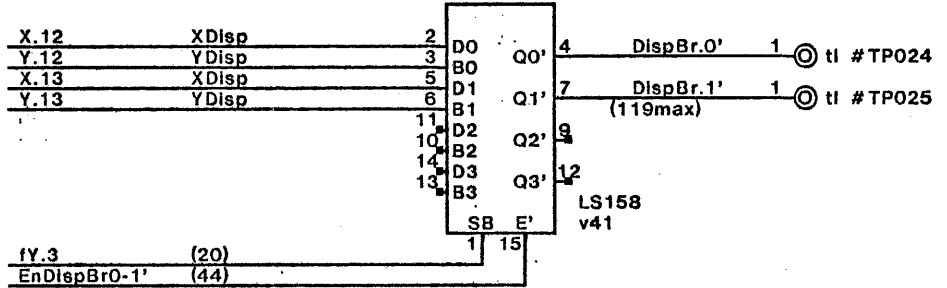 X.12 XDisp 2 D0 Q0' 4 DispBr.0' 1 tl #TP024
Y.12 YDisp 3 B0
X.13 XDisp 5 D1 Q1' 7 DispBr.1' 1 tl #TP025
Y.13 YDisp 6 B1 (119max)
11 D2 Q2' 9
10 B2
14 D3 Q3' 12
13 B3
LS158
SB E' v41
1 15
fY.3 (20)
EnDispBr0-1' (44)